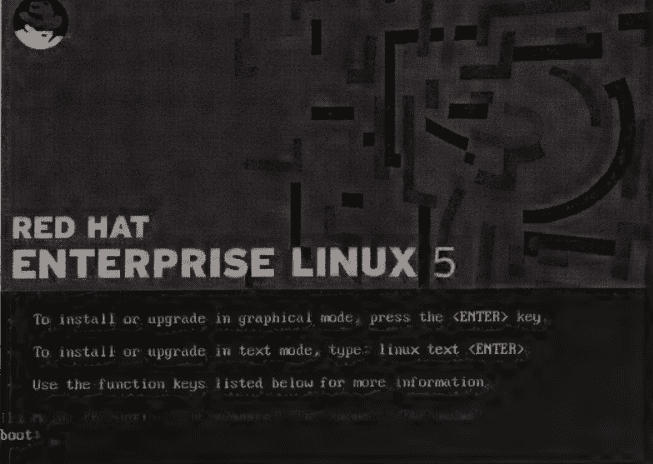 RED HAT
ENTERPRISE LINUX 5
To install or upgrade in graphical mode, press the <ENTER> key.
To install or upgrade in text mode, type: linux text <ENTER>.
Use the function keys listed below for more information.
boot: